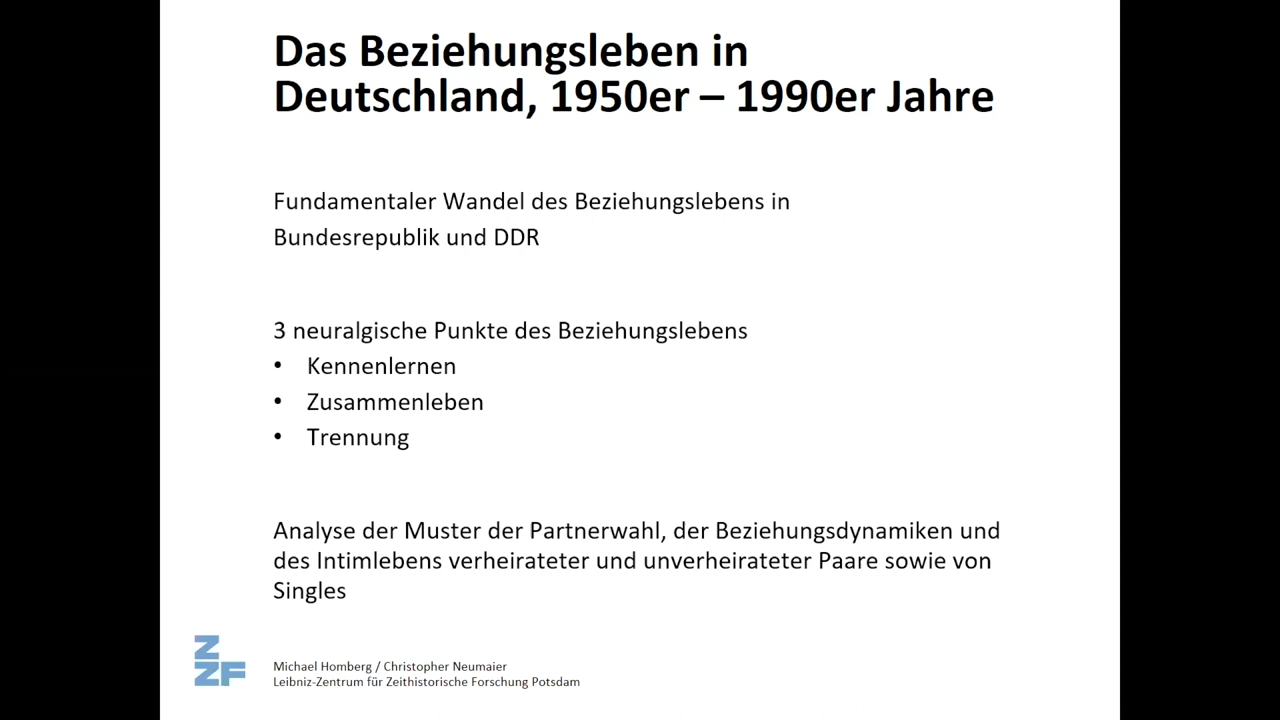 Das Beziehungsleben in
Deutschland, 1950er – 1990er Jahre
Fundamentaler Wandel des Beziehungslebens in
Bundesrepublik und DDR
3 neuralgische Punkte des Beziehungslebens
• Kennenlernen
• Zusammenleben
• Trennung
Analyse der Muster der Partnerwahl, der Beziehungsdynamiken und
des Intimlebens verheirateter und unverheirateter Paare sowie von
Singles
Z
ZF
Michael Homberg / Christopher Neumaier
Leibniz-Zentrum für Zeithistorische Forschung Potsdam